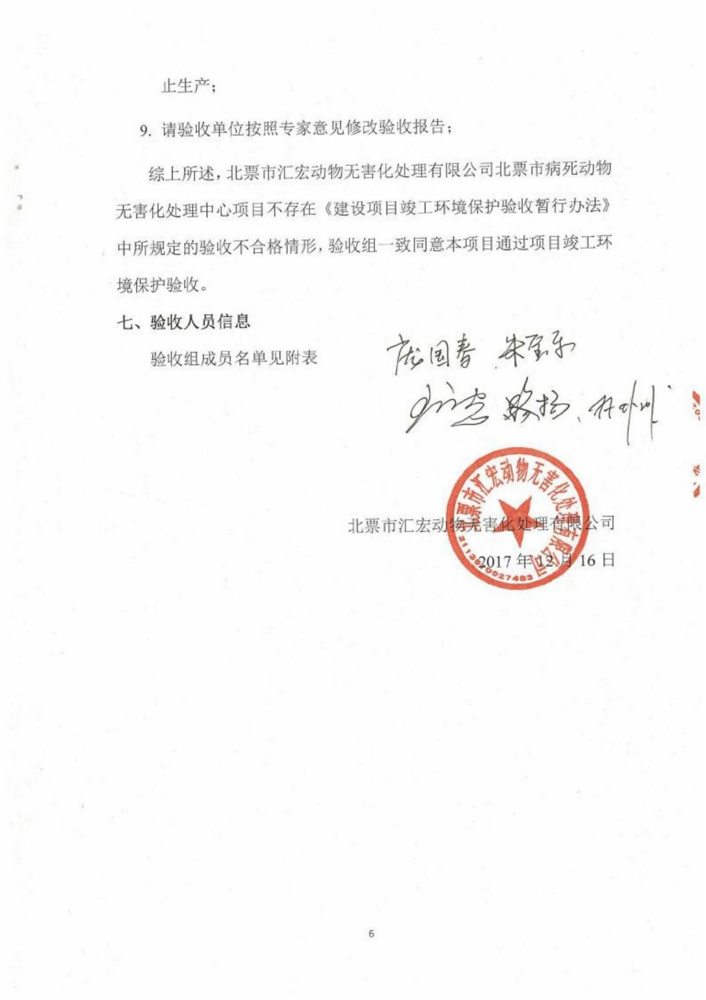 止生产；
9. 请验收单位按照专家意见修改验收报告；
综上所述，北票市汇宏动物无害化处理有限公司北票市病死动物
无害化处理中心项目不存在《建设项目竣工环境保护验收暂行办法》
中所规定的验收不合格情形，验收组一致同意本项目通过项目竣工环
境保护验收。
七、验收人员信息
验收组成员名单见附表
庞国春
北票市汇宏动物无害化处理有限公司
北票市汇宏动物无害化处理有限公司
2017 年 12 月 16 日
6